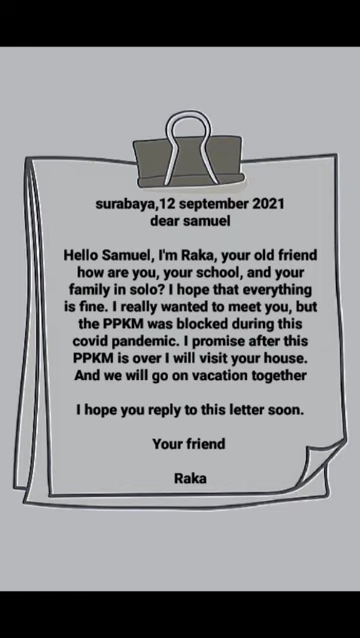 surabaya,12 september 2021
dear samuel
Hello Samuel, I'm Raka, your old friend
how are you, your school, and your
family in solo? I hope that everything
is fine. I really wanted to meet you, but
the PPKM was blocked during this
covid pandemic. I promise after this
PPKM is over I will visit your house.
And we will go on vacation together
I hope you reply to this letter soon.
Your friend
Raka